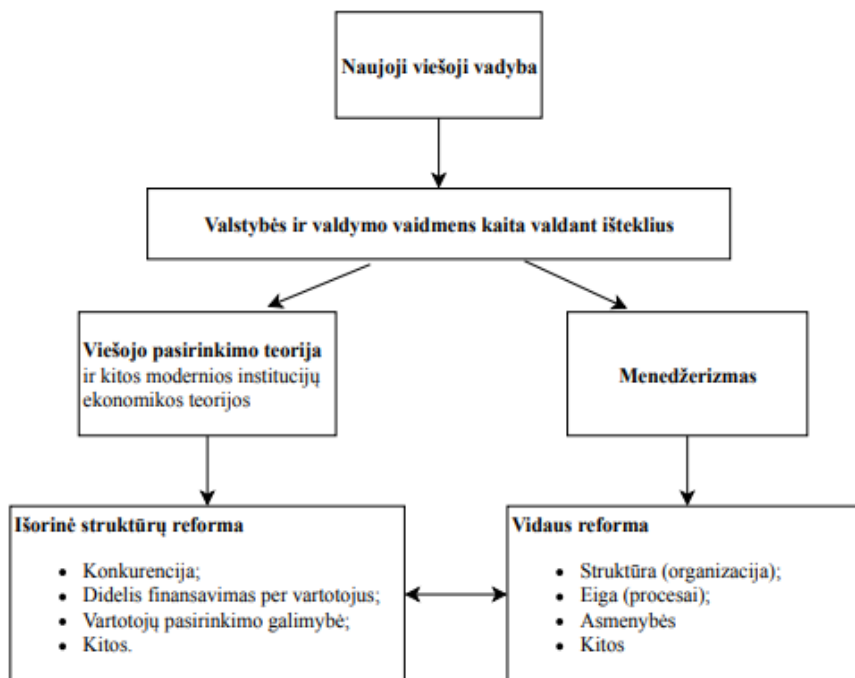 Naujoji viešoji vadyba
Valstybės ir valdymo vaidmens kaita valdant išteklius
Viešojo pasirinkimo teorija
ir kitos modernios institucijų
ekonomikos teorijos
Menedžerizmas
Išorinė struktūrų reforma
• Konkurencija;
• Didelis finansavimas per vartotojus;
• Vartotojų pasirinkimo galimybė;
• Kitos.
Vidaus reforma
• Struktūra (organizacija);
• Eiga (procesai);
• Asmenybės
• Kitos